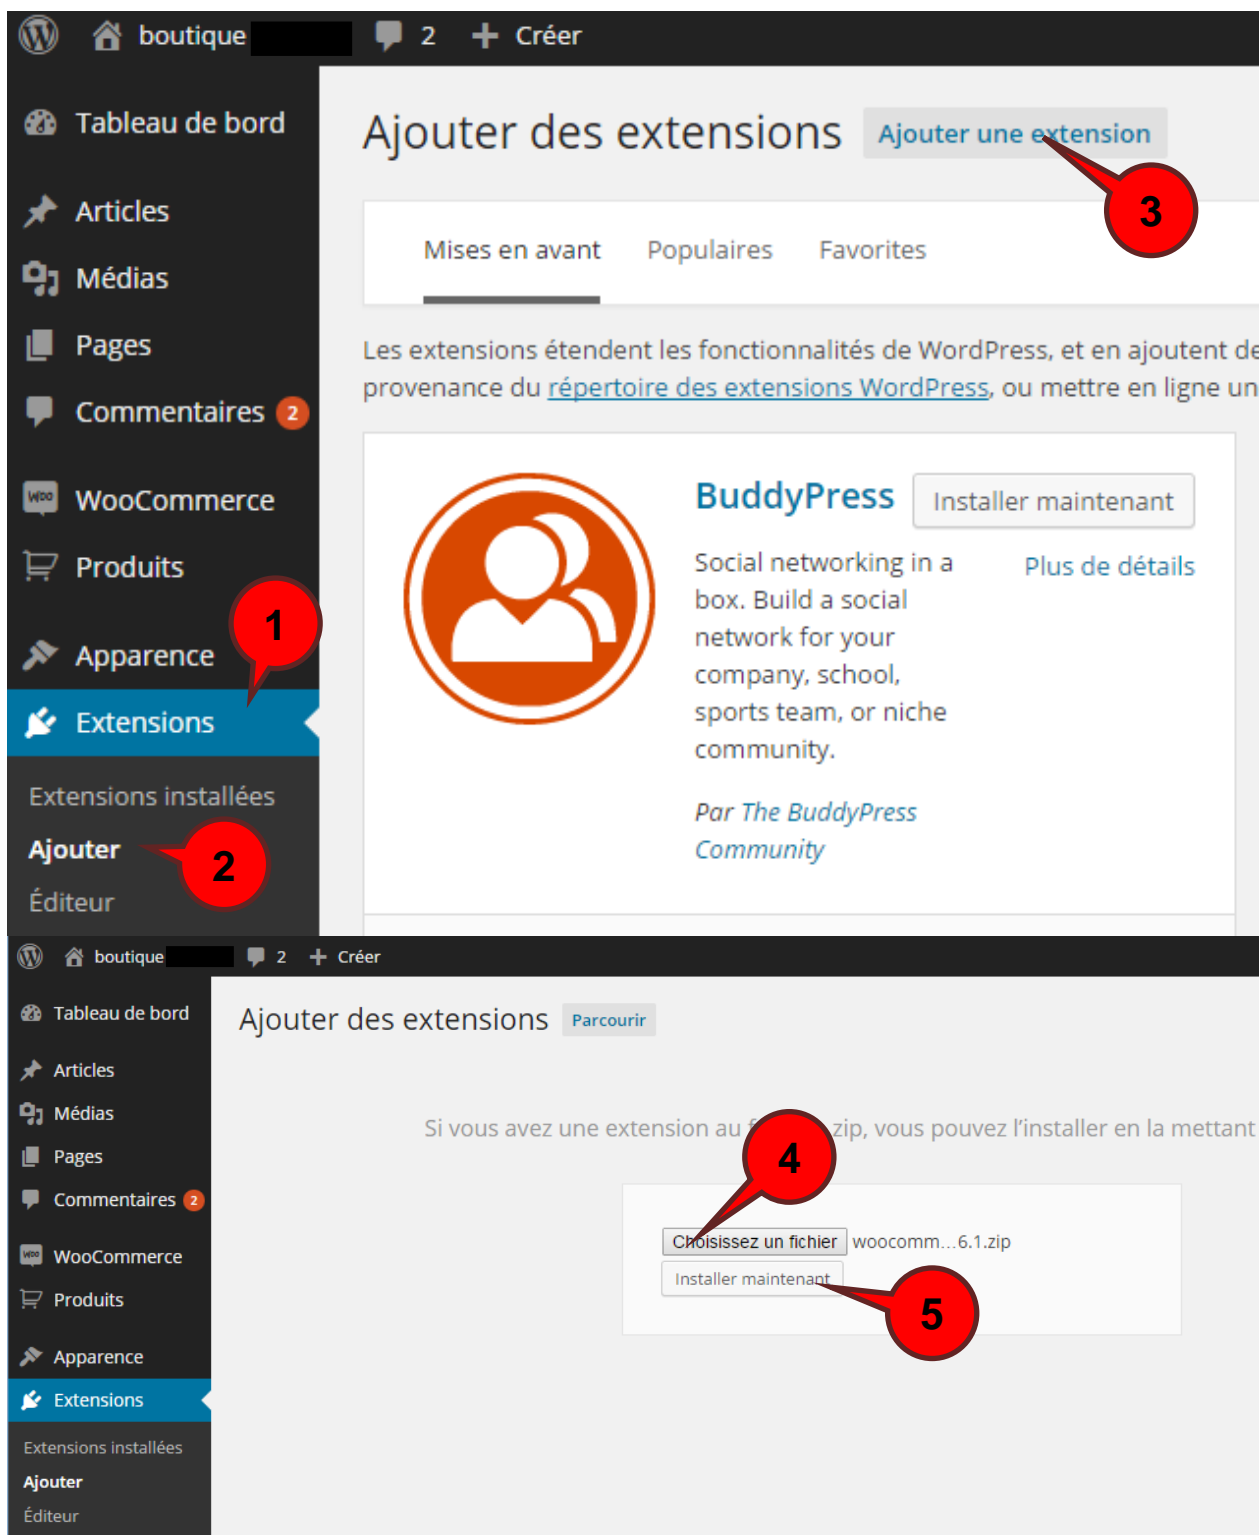 boutique
2
Créer
Tableau de bord
Articles
Médias
Pages
Commentaires 2
WooCommerce
Produits
1
Apparence
Extensions
Extensions installées
Ajouter
2
Éditeur
Ajouter des extensions
Ajouter une extension
3
Mises en avant Populaires Favorites
Les extensions étendent les fonctionnalités de WordPress, et en ajoutent de
provenance du répertoire des extensions WordPress, ou mettre en ligne un
BuddyPress
Installer maintenant
Plus de détails
Social networking in a
box. Build a social
network for your
company, school,
sports team, or niche
community.
Par The BuddyPress
Community
boutique
2
Créer
Tableau de bord
Articles
Médias
Pages
Commentaires 2
WooCommerce
Produits
Apparence
Extensions
Extensions installées
Ajouter
Éditeur
Ajouter des extensions
Parcourir
Si vous avez une extension au zip, vous pouvez l’installer en la mettant
4
Choisissez un fichier woocomm…6.1.zip
Installer maintenant
5